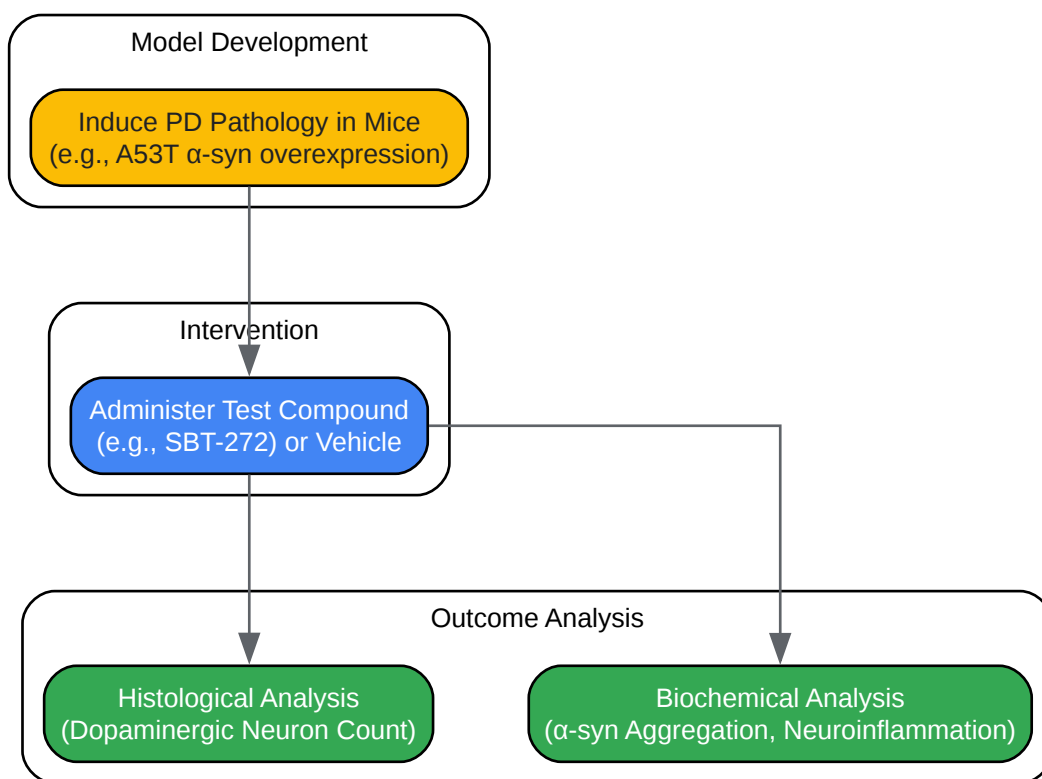 Model Development
Induce PD Pathology in Mice
(e.g., A53T α-syn overexpression)
Intervention
Administer Test Compound
(e.g., SBT-272) or Vehicle
Outcome Analysis
Histological Analysis
(Dopaminergic Neuron Count)
Biochemical Analysis
(α-syn Aggregation, Neuroinflammation)